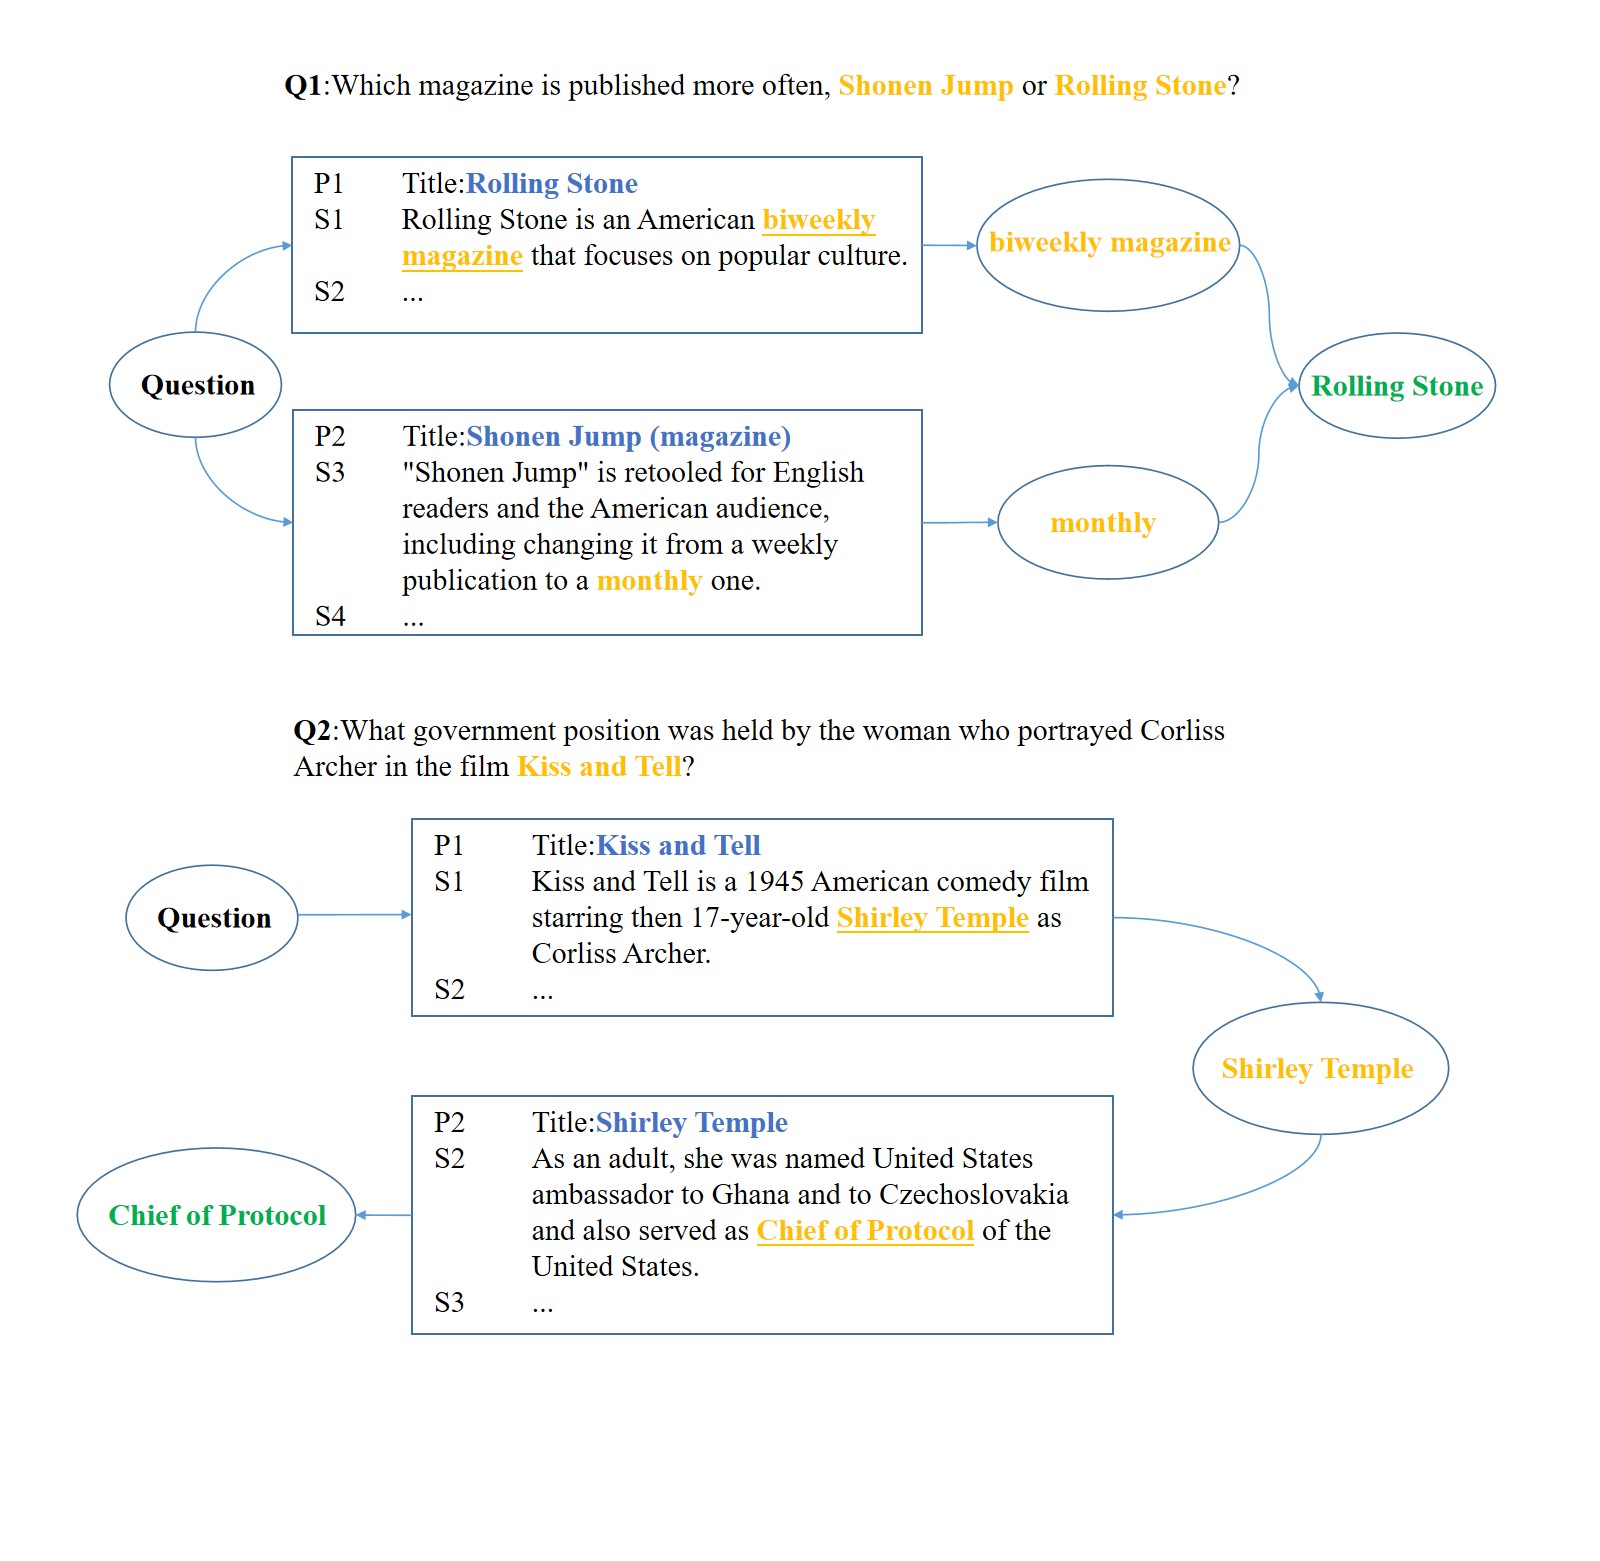 Q1:Which magazine is published more often, Shonen Jump or Rolling Stone?
P1 Title:Rolling Stone
S1 Rolling Stone is an American biweekly
magazine that focuses on popular culture.
S2 ...
biweekly magazine
Question
Rolling Stone
P2 Title:Shonen Jump (magazine)
S3 "Shonen Jump" is retooled for English
readers and the American audience,
including changing it from a weekly
publication to a monthly one.
S4 ...
monthly
Q2:What government position was held by the woman who portrayed Corliss
Archer in the film Kiss and Tell?
Question
P1 Title:Kiss and Tell
S1 Kiss and Tell is a 1945 American comedy film
starring then 17-year-old Shirley Temple as
Corliss Archer.
S2 ...
Shirley Temple
P2 Title:Shirley Temple
S2 As an adult, she was named United States
ambassador to Ghana and to Czechoslovakia
and also served as Chief of Protocol of the
United States.
S3 ...
Chief of Protocol